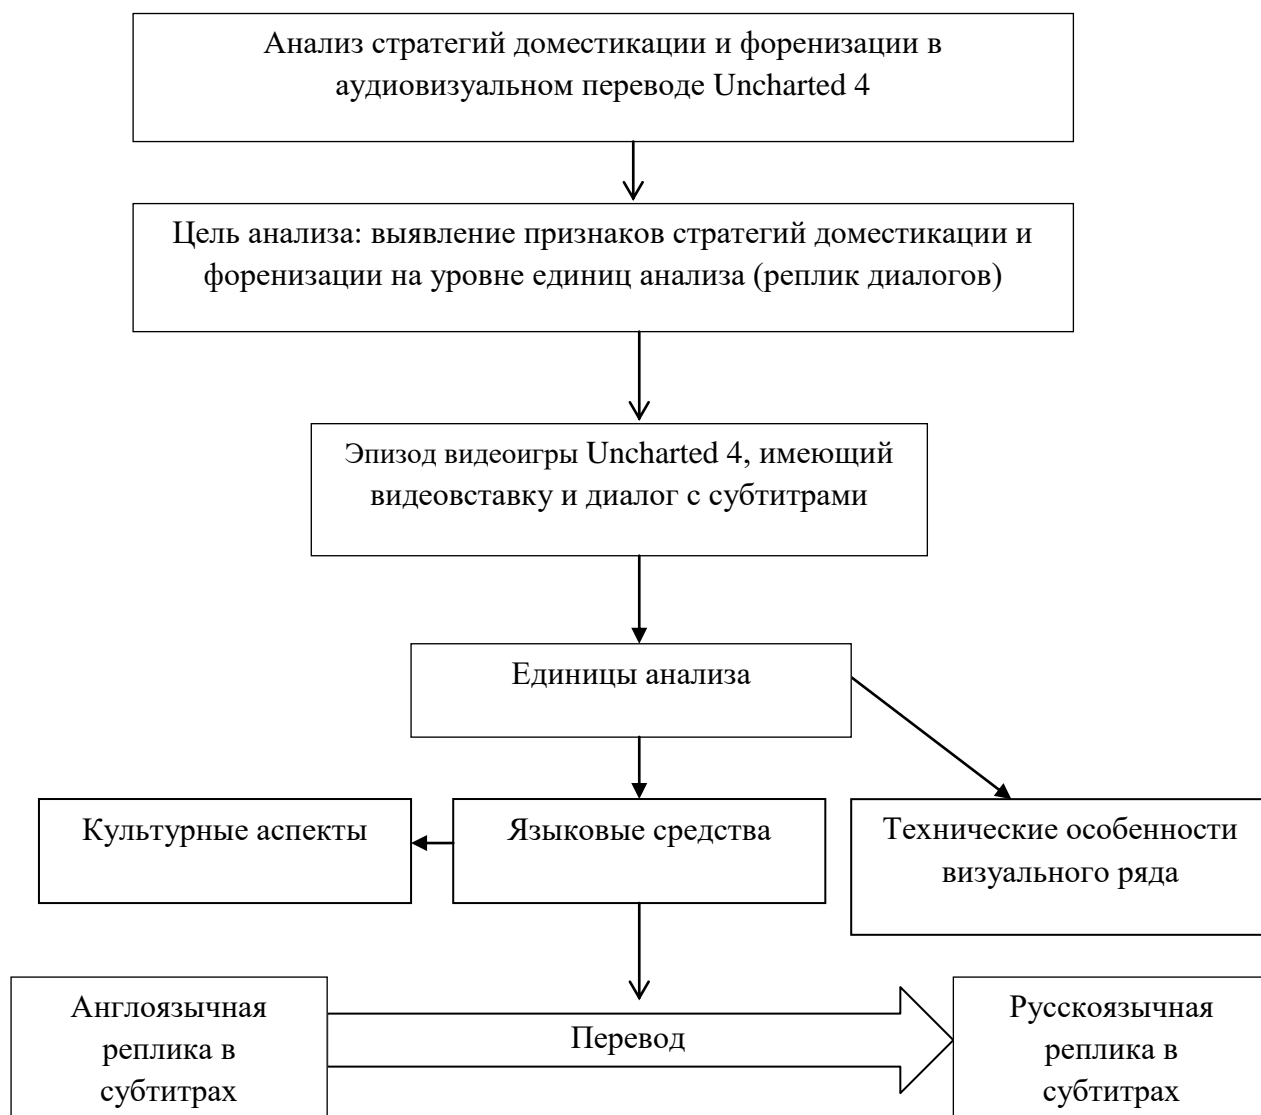 Анализ стратегий доместикации и форенизации в
аудиовизуальном переводе Uncharted 4
Цель анализа: выявление признаков стратегий доместикации и
форенизации на уровне единиц анализа (реплик диалогов)
Эпизод видеоигры Uncharted 4, имеющий
видеовставку и диалог с субтитрами
Единицы анализа
Культурные аспекты
Языковые средства
Технические особенности
визуального ряда
Англоязычная
реплика в
субтитрах
Перевод
Русскоязычная
реплика в
субтитрах